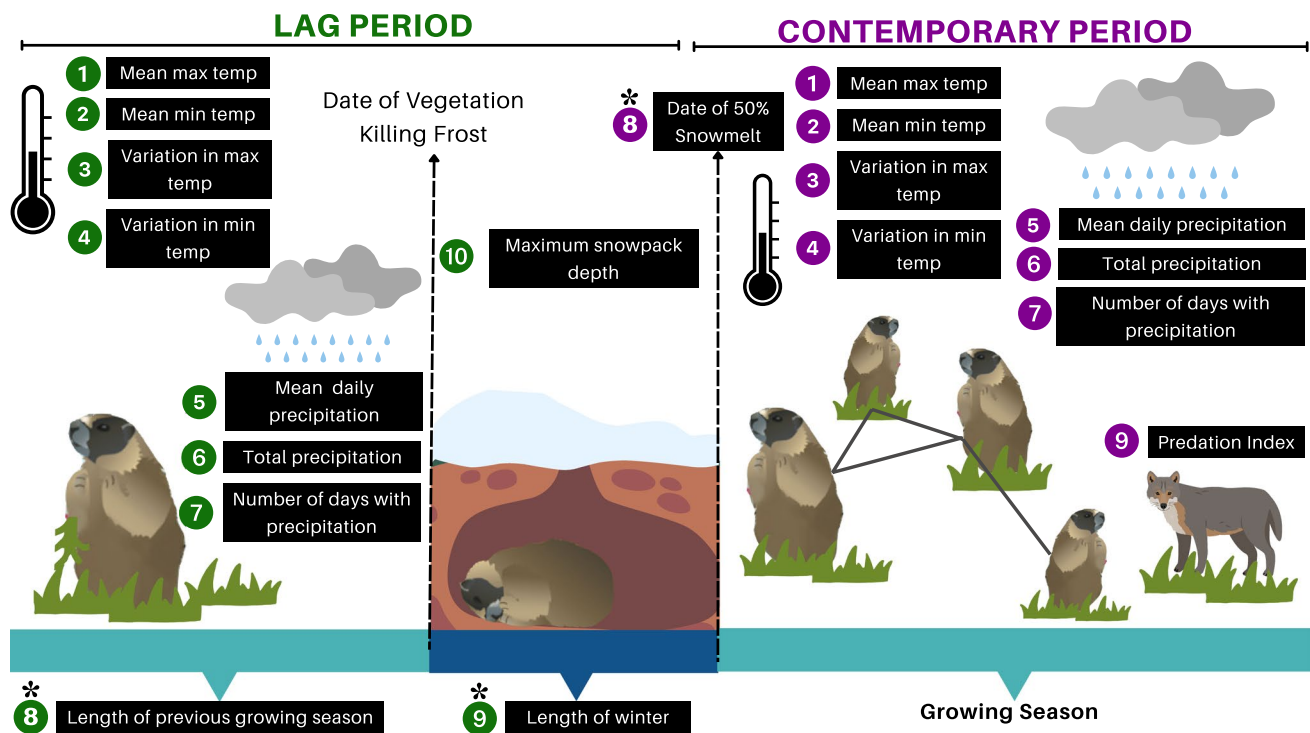 LAG PERIOD
1 Mean max temp
2 Mean min temp
3 Variation in max
temp
4 Variation in min
temp
5 Mean daily
precipitation
6 Total precipitation
7 Number of days with
precipitation
* 8 Length of previous growing season
Date of Vegetation
Killing Frost
10 Maximum snowpack
depth
* 9 Length of winter
CONTEMPORARY PERIOD
* 8 Date of 50%
Snowmelt
1 Mean max temp
2 Mean min temp
3 Variation in max
temp
4 Variation in min
temp
5 Mean daily precipitation
6 Total precipitation
7 Number of days with
precipitation
9 Predation Index
Growing Season